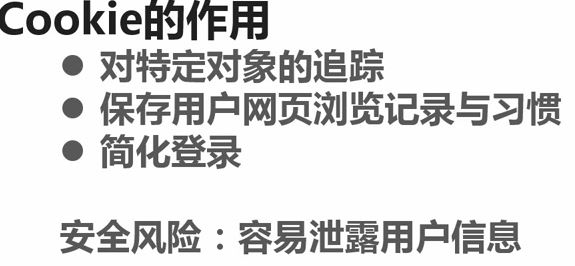 Cookie的作用
● 对特定对象的追踪
● 保存用户网页浏览记录与习惯
● 简化登录
安全风险：容易泄露用户信息